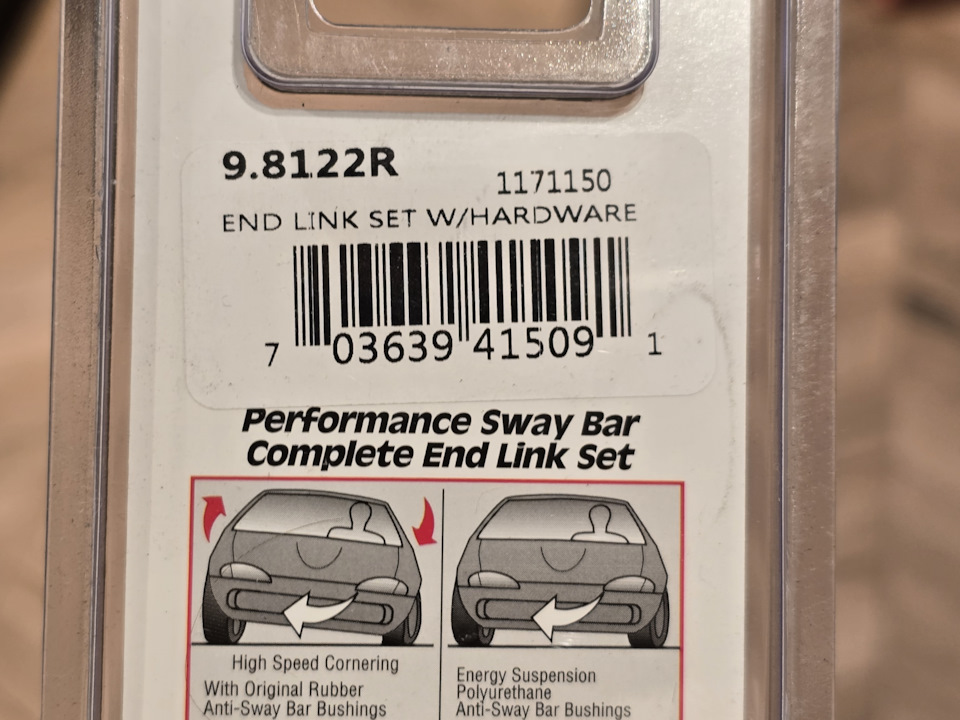 9.8122R
1171150
END LINK SET W/HARDWARE
7 03639 41509 1
Performance Sway Bar
Complete End Link Set
High Speed Cornering
With Original Rubber
Anti-Sway Bar Bushings
Energy Suspension
Polyurethane
Anti-Sway Bar Bushings